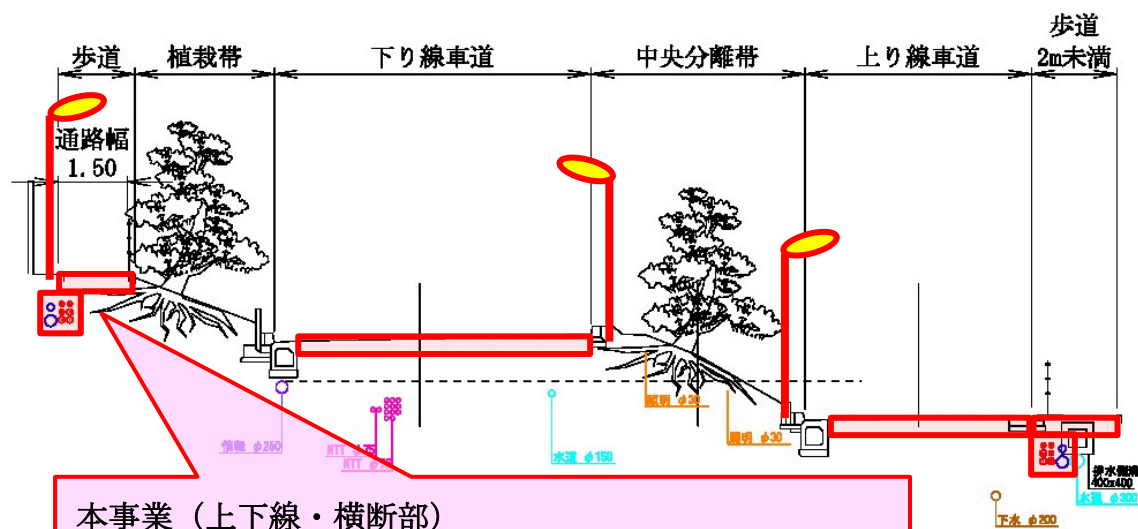 歩道
植栽帯
下り線車道
中央分離帯
上り線車道
歩道
2m未満
通路幅
1.50
照明 φ30
照明 φ30
情報 φ250
NTT φ75
NTT
水道 φ150
排水側溝
400x400
水道 φ300
下水 φ200
本事業（上下線・横断部）